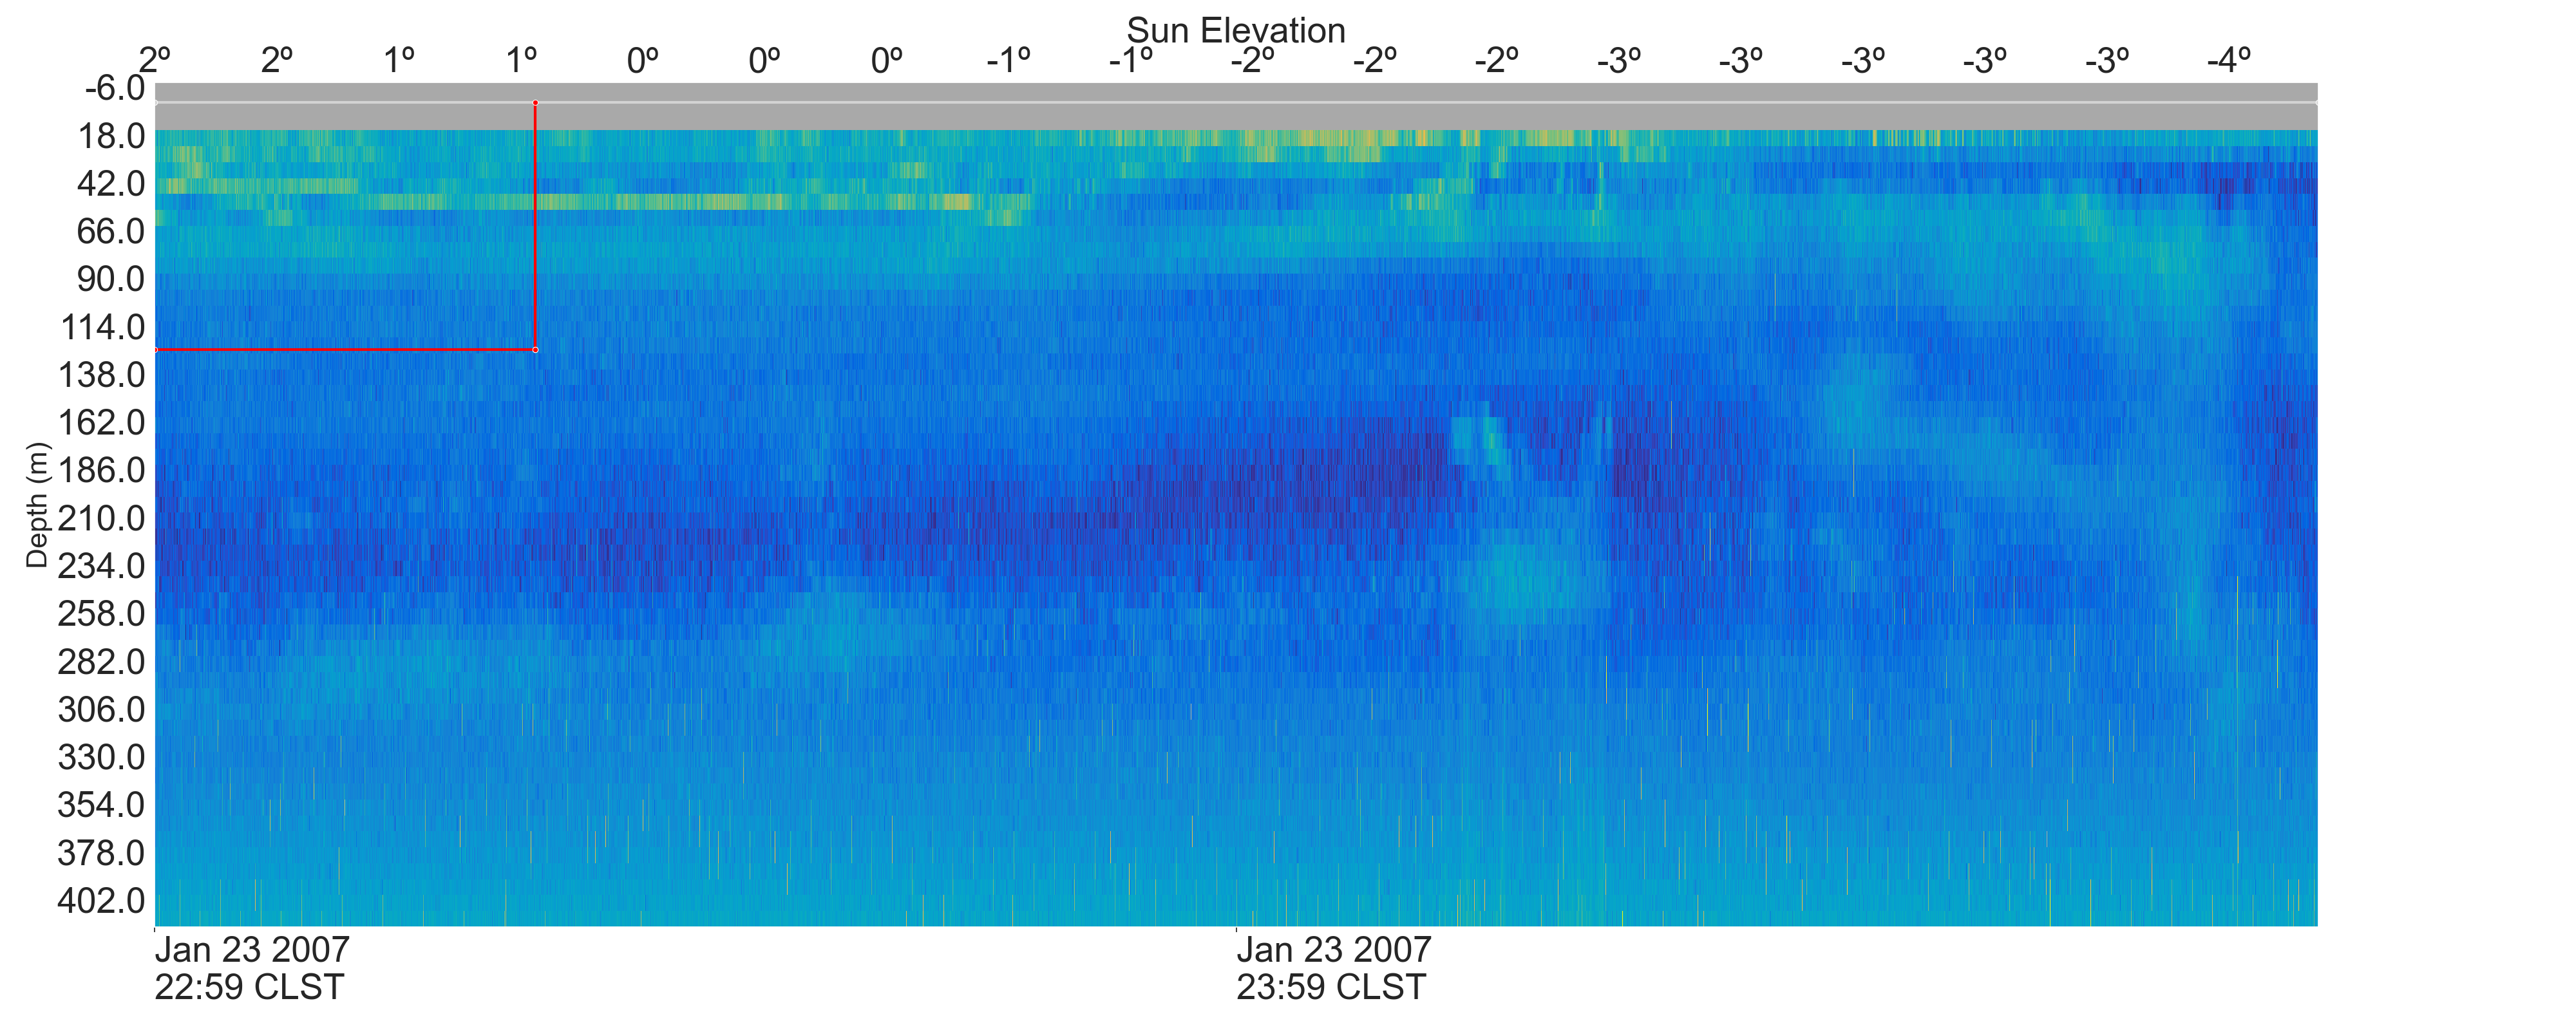 Sun Elevation
2º 2º 1º 1º 0º 0º 0º -1º -1º -2º -2º -2º -3º -3º -3º -3º -3º -4º
-6.0
18.0
42.0
66.0
90.0
114.0
138.0
162.0
186.0
210.0
234.0
258.0
282.0
306.0
330.0
354.0
378.0
402.0
Depth (m)
Jan 23 2007
22:59 CLST
Jan 23 2007
23:59 CLST